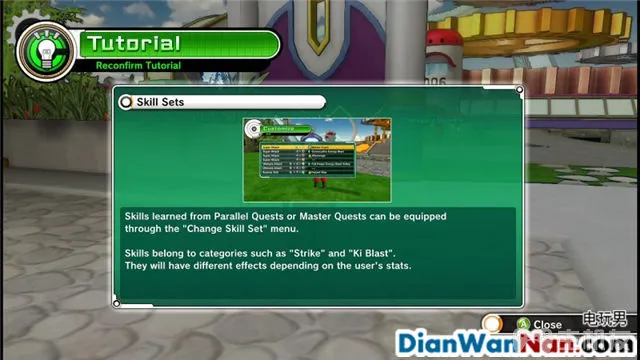 Tutorial
Reconfirm Tutorial
Skill Sets
Customize
Skills learned from Parallel Quests or Master Quests can be equipped
through the "Change Skill Set" menu.
Skills belong to categories such as "Strike" and "Ki Blast".
They will have different effects depending on the user's stats.
A Close
电玩男
DianWanNan.com